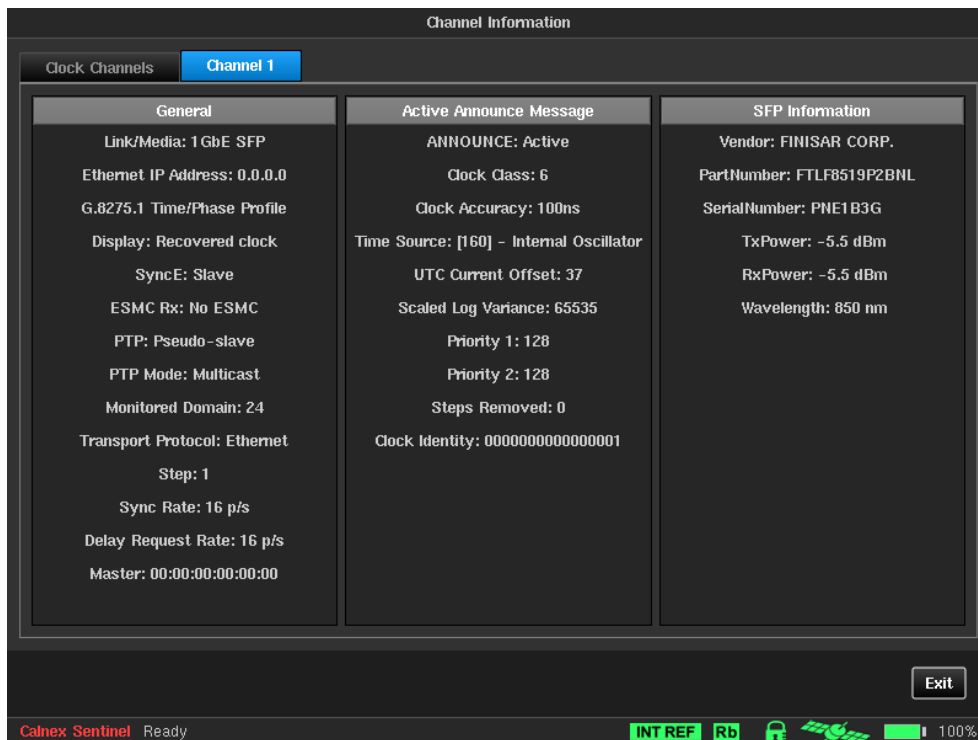 Channel Information
Clock Channels
Channel 1
General
Link/Media: 1 GbE SFP
Ethernet IP Address: 0.0.0.0
G.8275.1 Time/Phase Profile
Display: Recovered clock
SyncE: Slave
ESMC Rx: No ESMC
PTP: Pseudo-slave
PTP Mode: Multicast
Monitored Domain: 24
Transport Protocol: Ethernet
Step: 1
Sync Rate: 16 p/s
Delay Request Rate: 16 p/s
Master: 00:00:00:00:00:00
Active Announce Message
ANNOUNCE: Active
Clock Class: 6
Clock Accuracy: 100ns
Time Source: [160] - Internal Oscillator
UTC Current Offset: 37
Scaled Log Variance: 65535
Priority 1: 128
Priority 2: 128
Steps Removed: 0
Clock Identity: 0000000000000001
SFP Information
Vendor: FINISAR CORP.
PartNumber: FTLF8519P2BNL
SerialNumber: PNE1B3G
TxPower: -5.5 dBm
RxPower: -5.5 dBm
Wavelength: 850 nm
Exit
Calnex Sentinel Ready
INT REF
Rb
100%